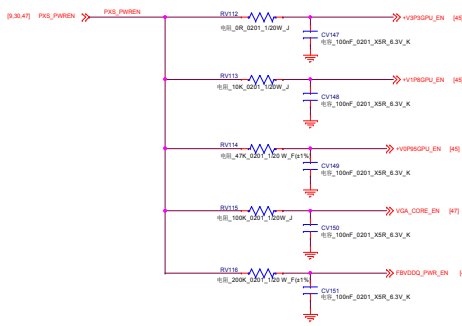 RV112
[9,30,47] PXS_PWREN PXS_PWREN +V3P3GPU_EN [45
电阻_0R_0201_1/20W_J
CV147
电容_100nF_0201_X5R_6.3V_K
RV113
+V1P8GPU_EN [45
电阻_10K_0201_1/20W_J
CV148
电容_100nF_0201_X5R_6.3V_K
RV114
+V0P95GPU_EN [45]
电阻_47K_0201_1/20 W_F(±1%)
CV149
电容_100nF_0201_X5R_6.3V_K
RV115
VGA_CORE_EN [47]
电阻_100K_0201_1/20W_J
CV150
电容_100nF_0201_X5R_6.3V_K
RV116
FBVDDQ_PWR_EN [
电阻_200K_0201_1/20 W_F(±1%)
CV151
电容_100nF_0201_X5R_6.3V_K